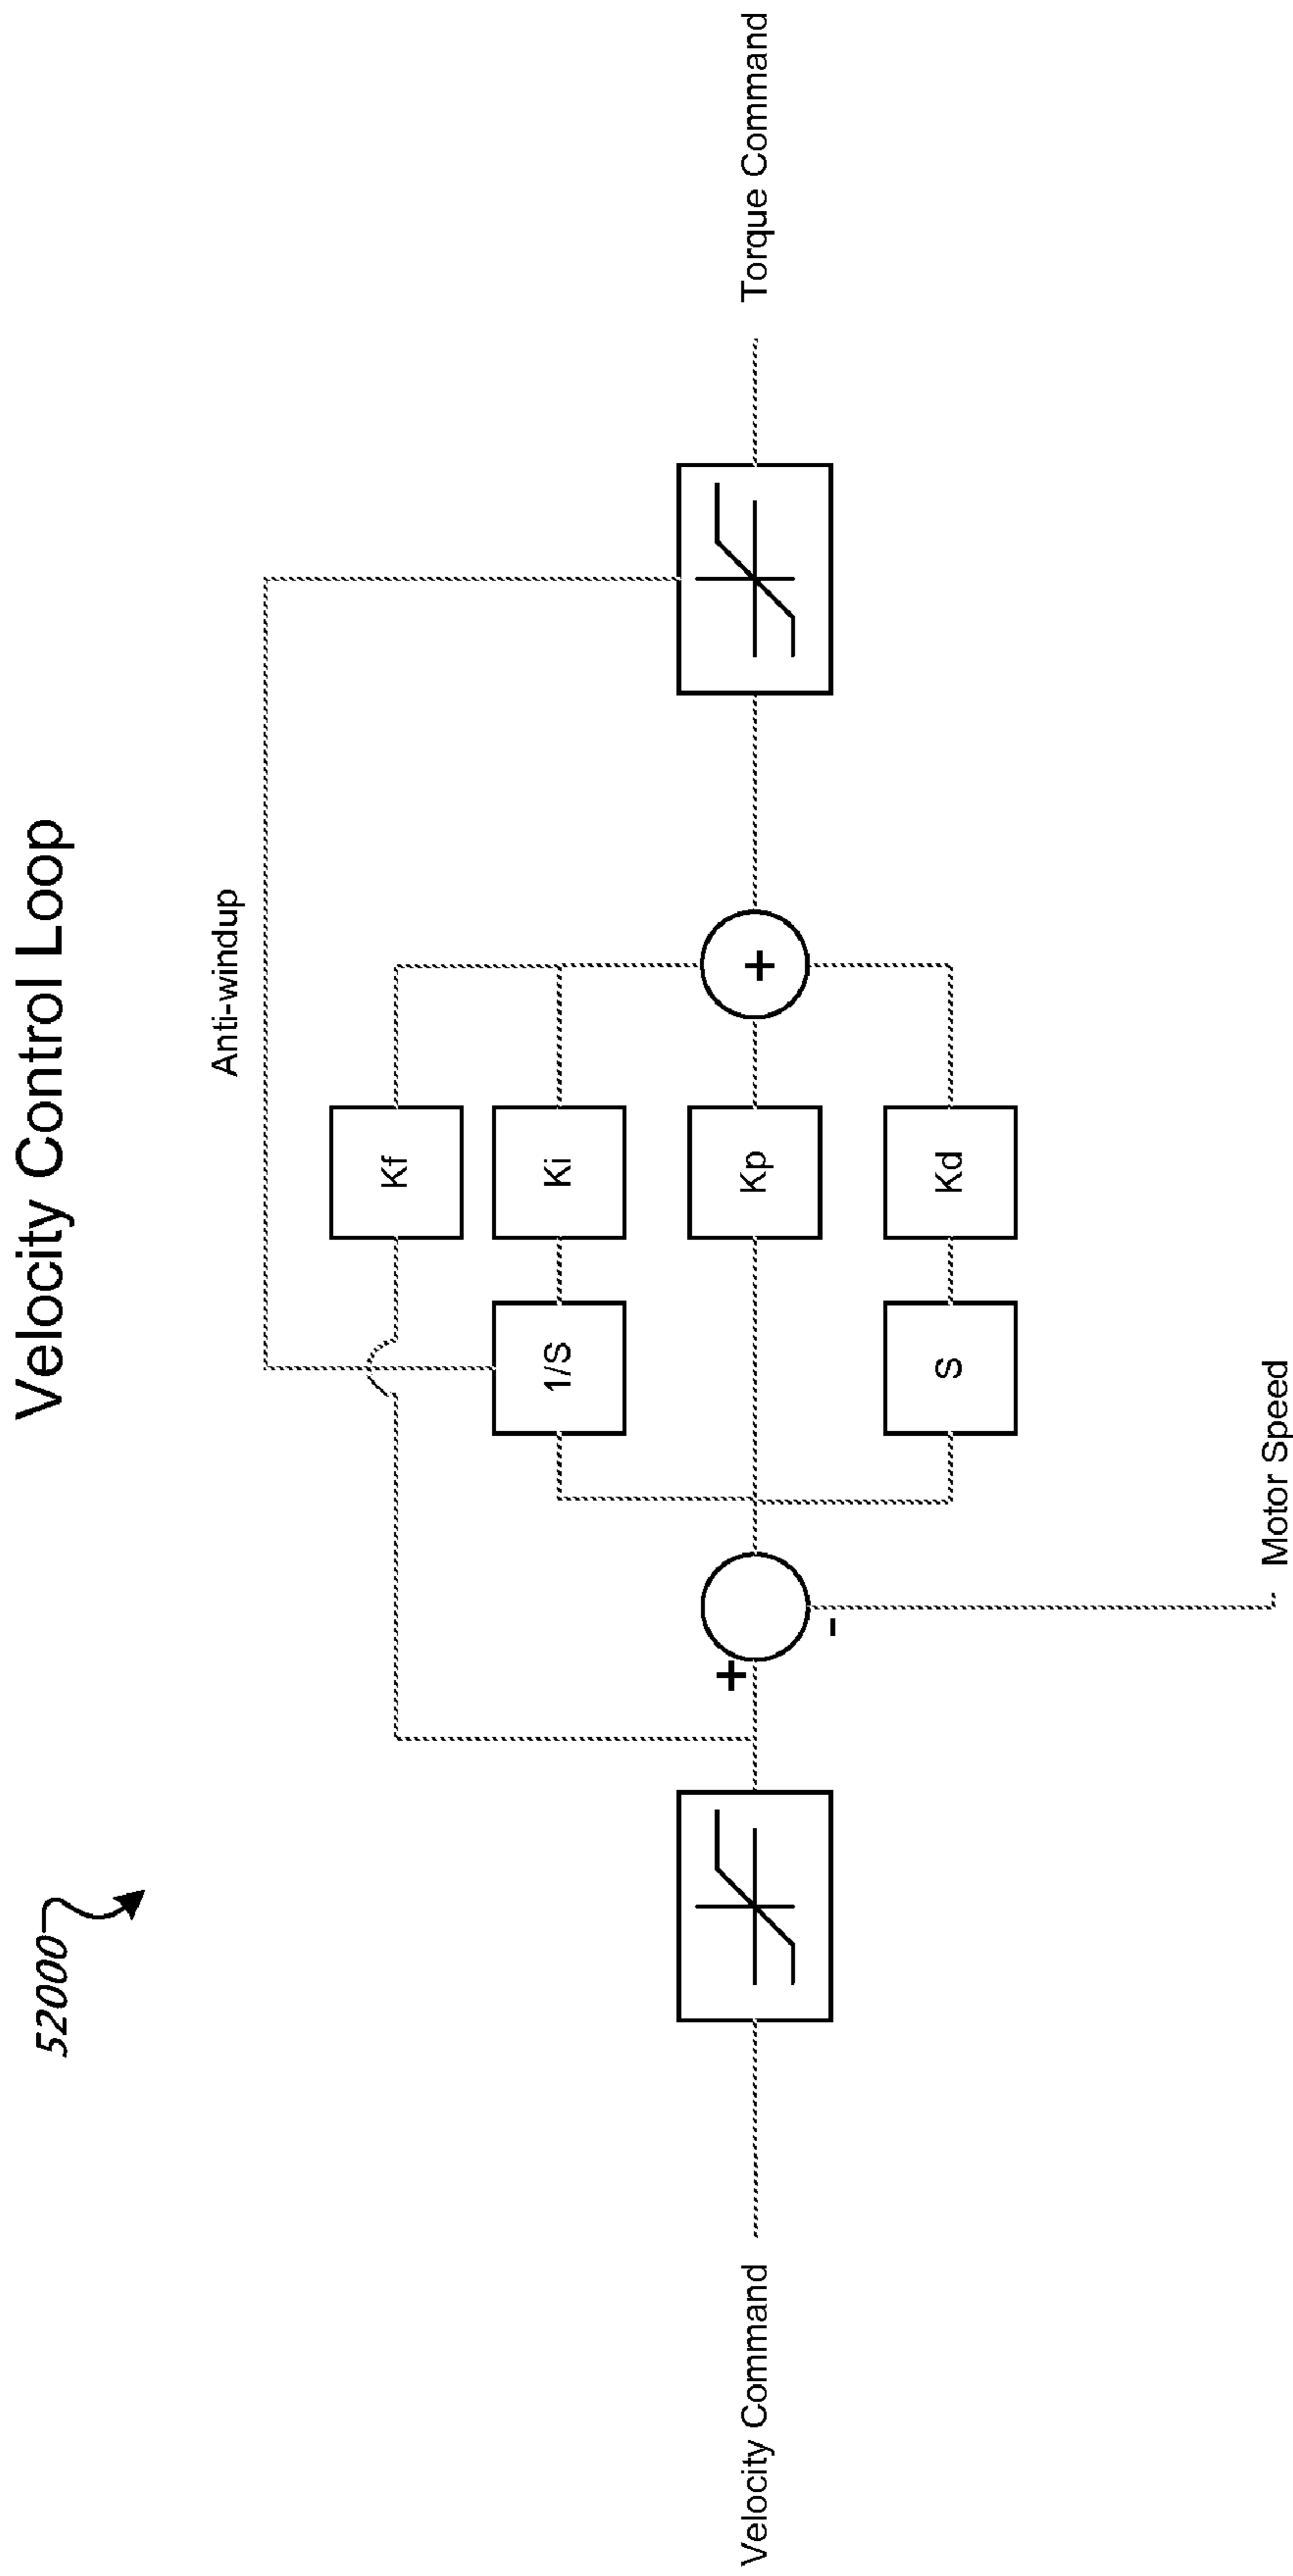 Velocity Control Loop
52000
Anti-windup
Kf
1/S
Ki
+
+
Velocity Command
Kp
Torque Command
-
S
Kd
Motor Speed